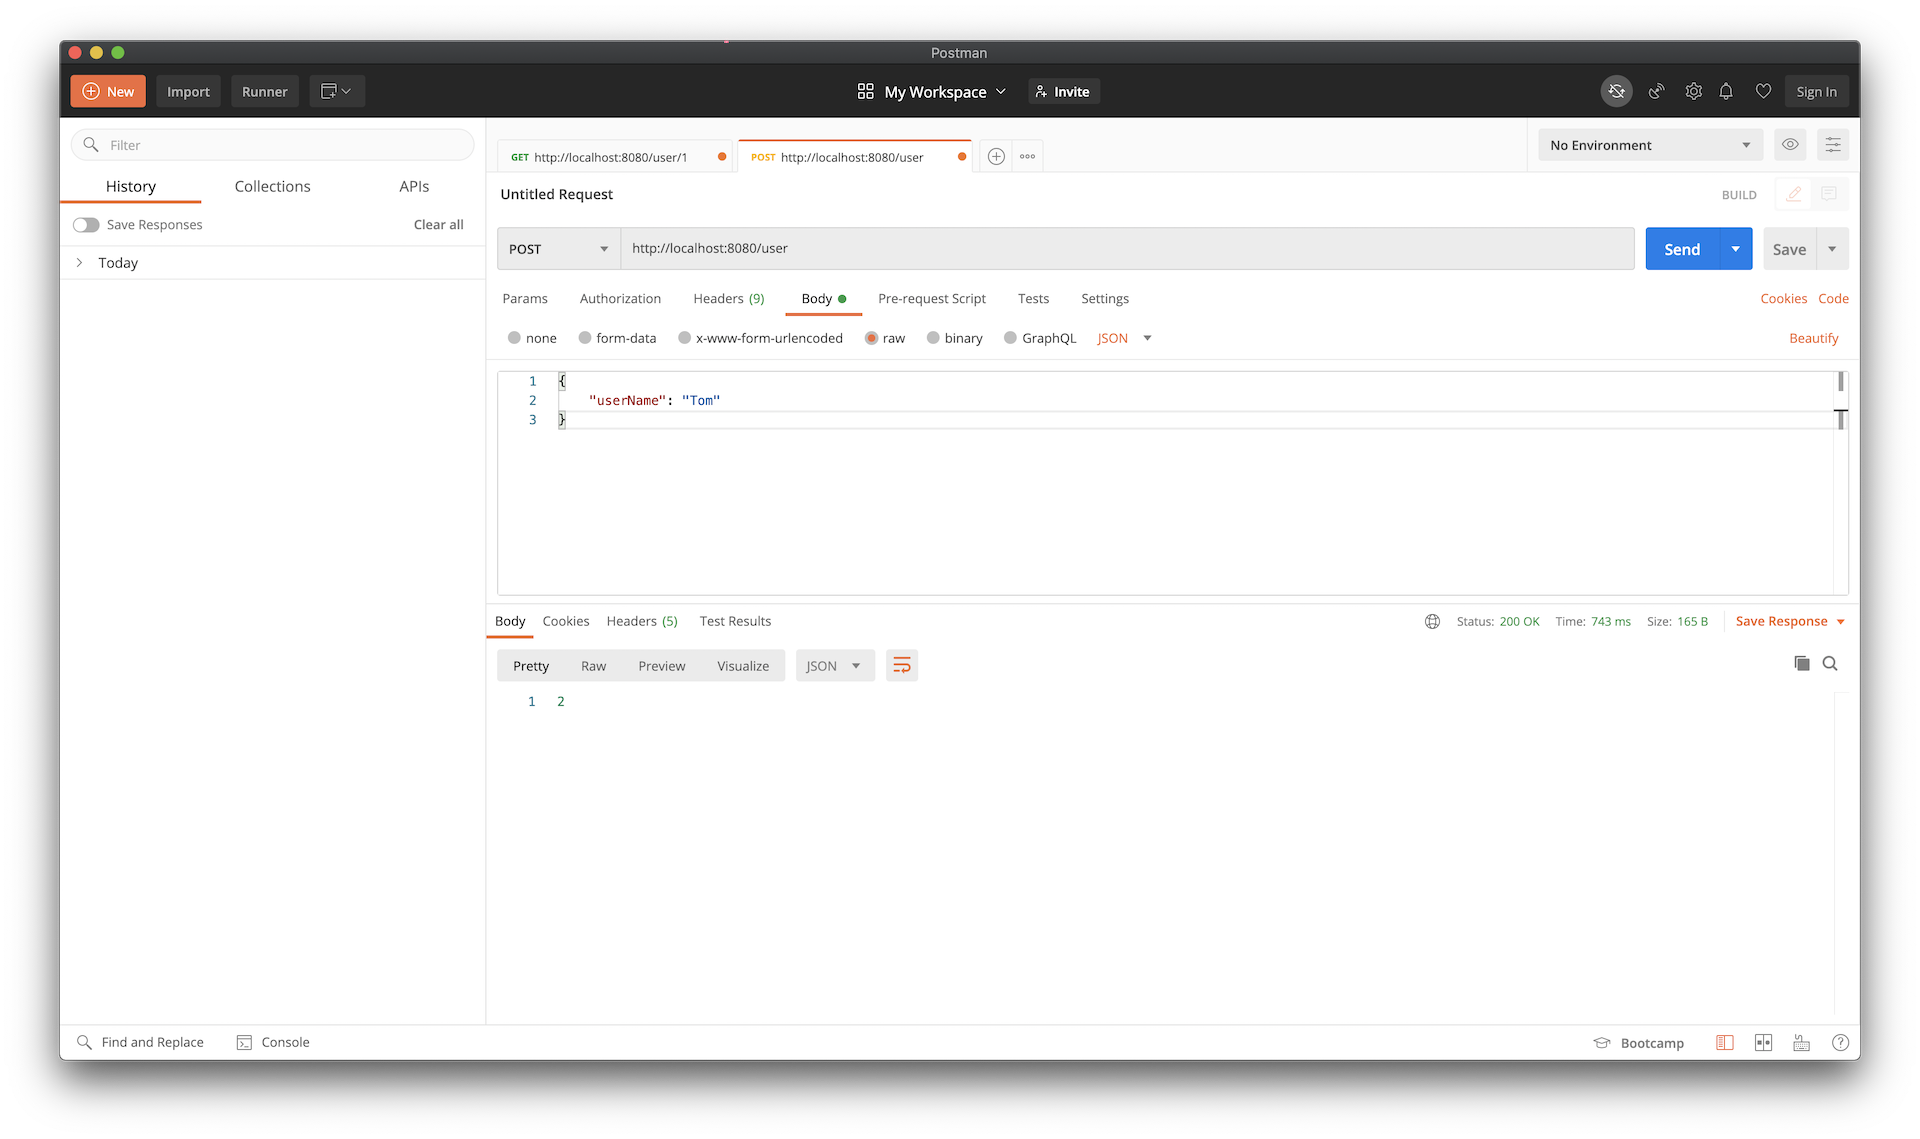 Postman
New Import Runner My Workspace Invite Sign In
Filter
GET http://localhost:8080/user/1 POST http://localhost:8080/user No Environment
History Collections APIs
Untitled Request BUILD
Save Responses Clear all
POST http://localhost:8080/user Send Save
Today
Params Authorization Headers (9) Body Pre-request Script Tests Settings Cookies Code
none form-data x-www-form-urlencoded raw binary GraphQL JSON Beautify
1 {
2 "userName": "Tom"
3 }
Body Cookies Headers (5) Test Results Status: 200 OK Time: 743 ms Size: 165 B Save Response
Pretty Raw Preview Visualize JSON
1 2
Find and Replace Console Bootcamp